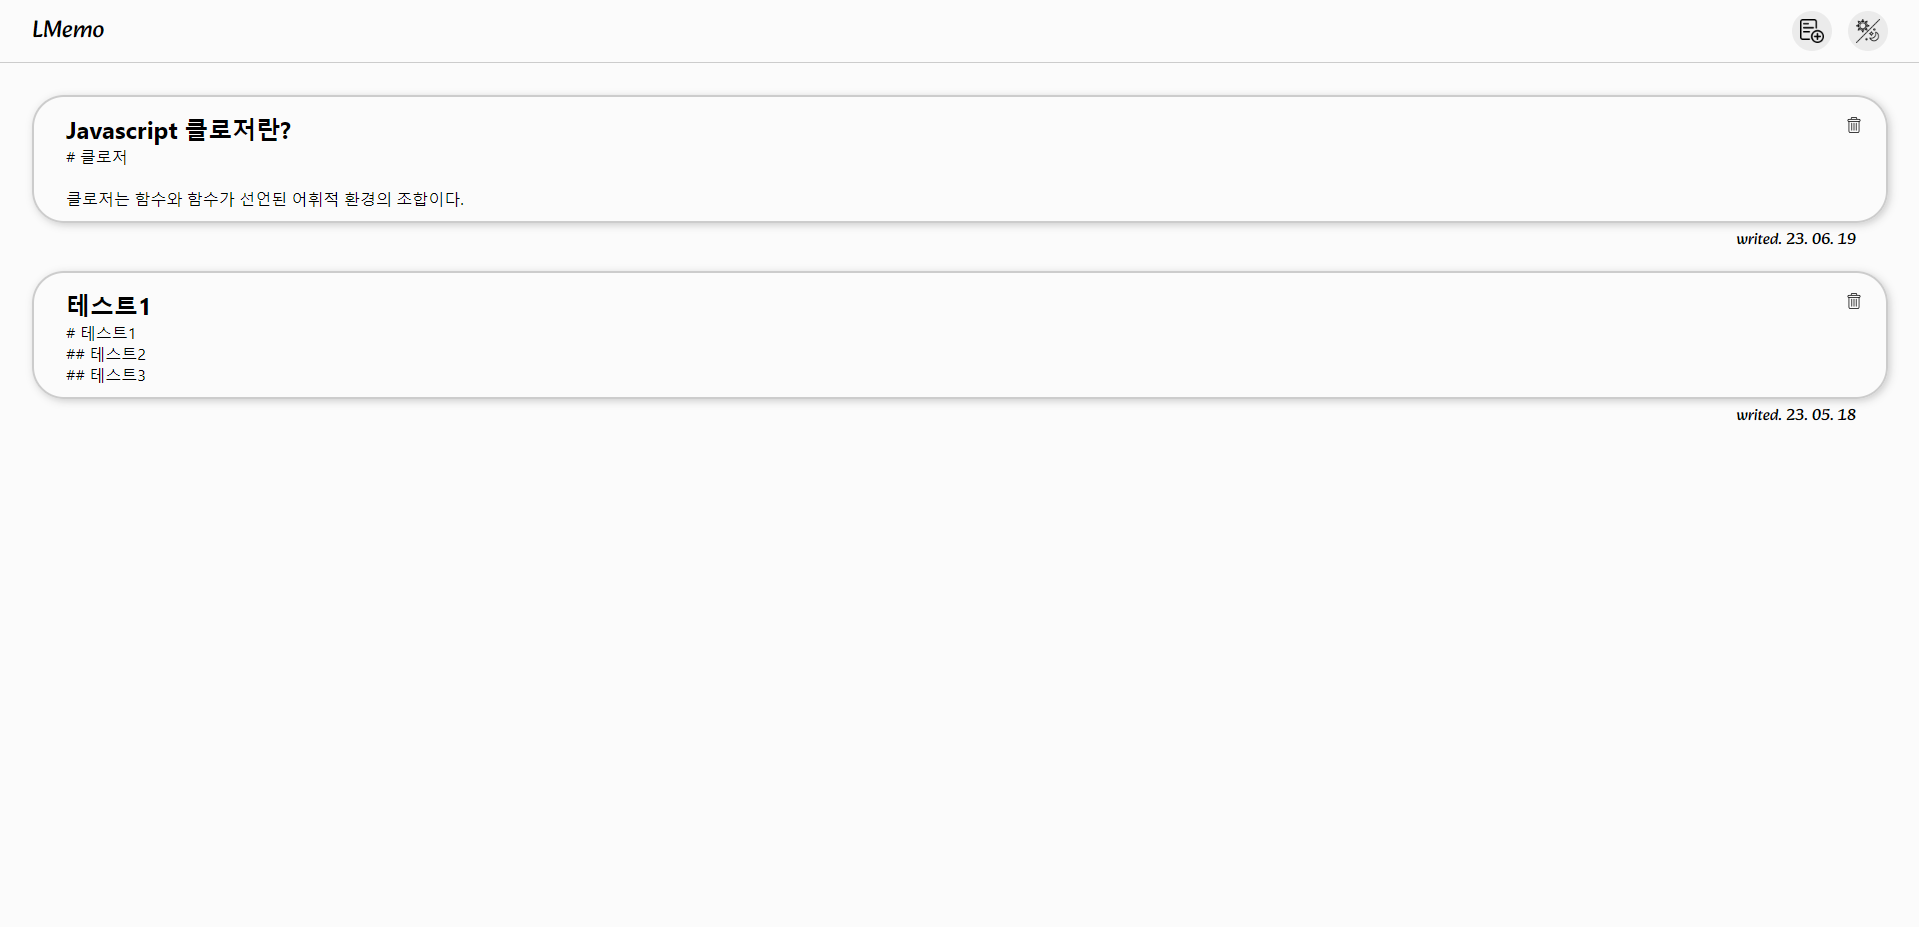 LMemo
Javascript 클로저란?
# 클로저
클로저는 함수와 함수가 선언된 어휘적 환경의 조합이다.
writed. 23. 06. 19
테스트1
# 테스트1
## 테스트2
## 테스트3
writed. 23. 05. 18